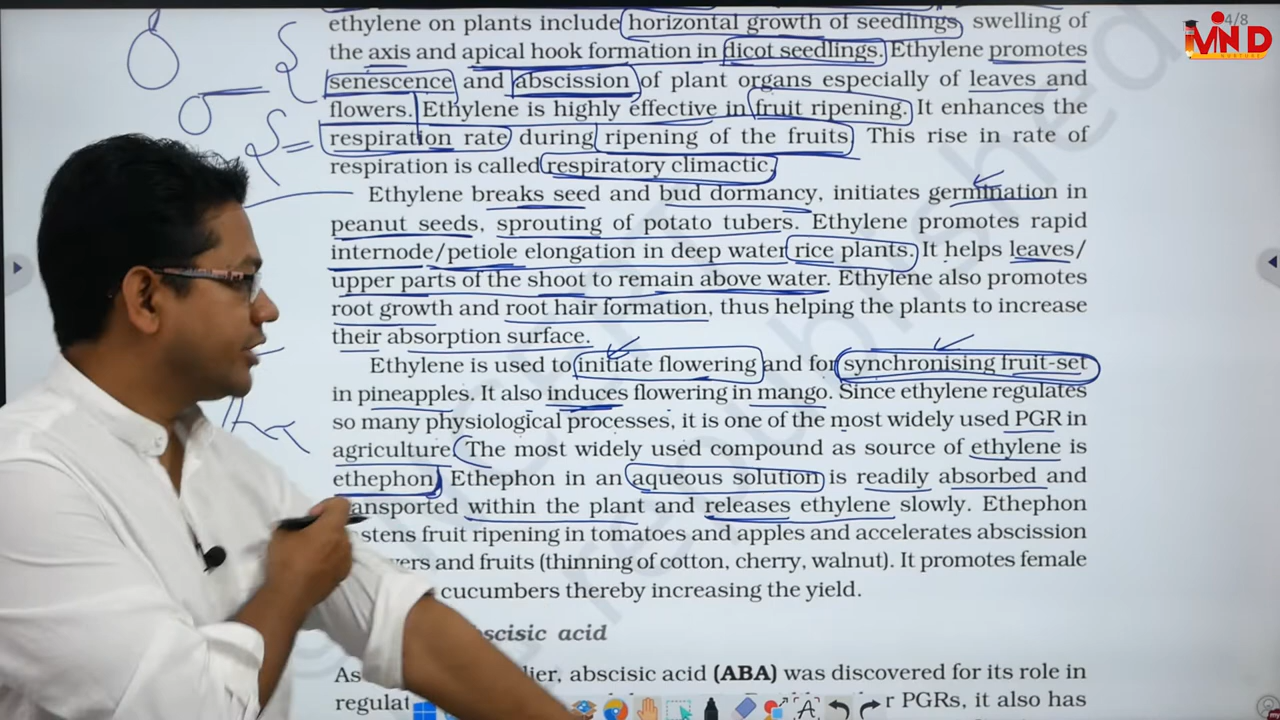 ethylene on plants include horizontal growth of seedlings, swelling of
the axis and apical hook formation in dicot seedlings. Ethylene promotes
senescence and abscission of plant organs especially of leaves and
flowers. Ethylene is highly effective in fruit ripening. It enhances the
respiration rate during ripening of the fruits. This rise in rate of
respiration is called respiratory climactic.
Ethylene breaks seed and bud dormancy, initiates germination in
peanut seeds, sprouting of potato tubers. Ethylene promotes rapid
internode/petiole elongation in deep water rice plants. It helps leaves/
upper parts of the shoot to remain above water. Ethylene also promotes
root growth and root hair formation, thus helping the plants to increase
their absorption surface.
Ethylene is used to initiate flowering and for synchronising fruit-set
in pineapples. It also induces flowering in mango. Since ethylene regulates
so many physiological processes, it is one of the most widely used PGR in
agriculture. The most widely used compound as source of ethylene is
ethephon. Ethephon in an aqueous solution is readily absorbed and
ansported within the plant and releases ethylene slowly. Ethephon
stens fruit ripening in tomatoes and apples and accelerates abscission
ers and fruits (thinning of cotton, cherry, walnut). It promotes female
cucumbers thereby increasing the yield.
scisic acid
As lier, abscisic acid (ABA) was discovered for its role in
regulat r PGRs, it also has
4/8
MIND